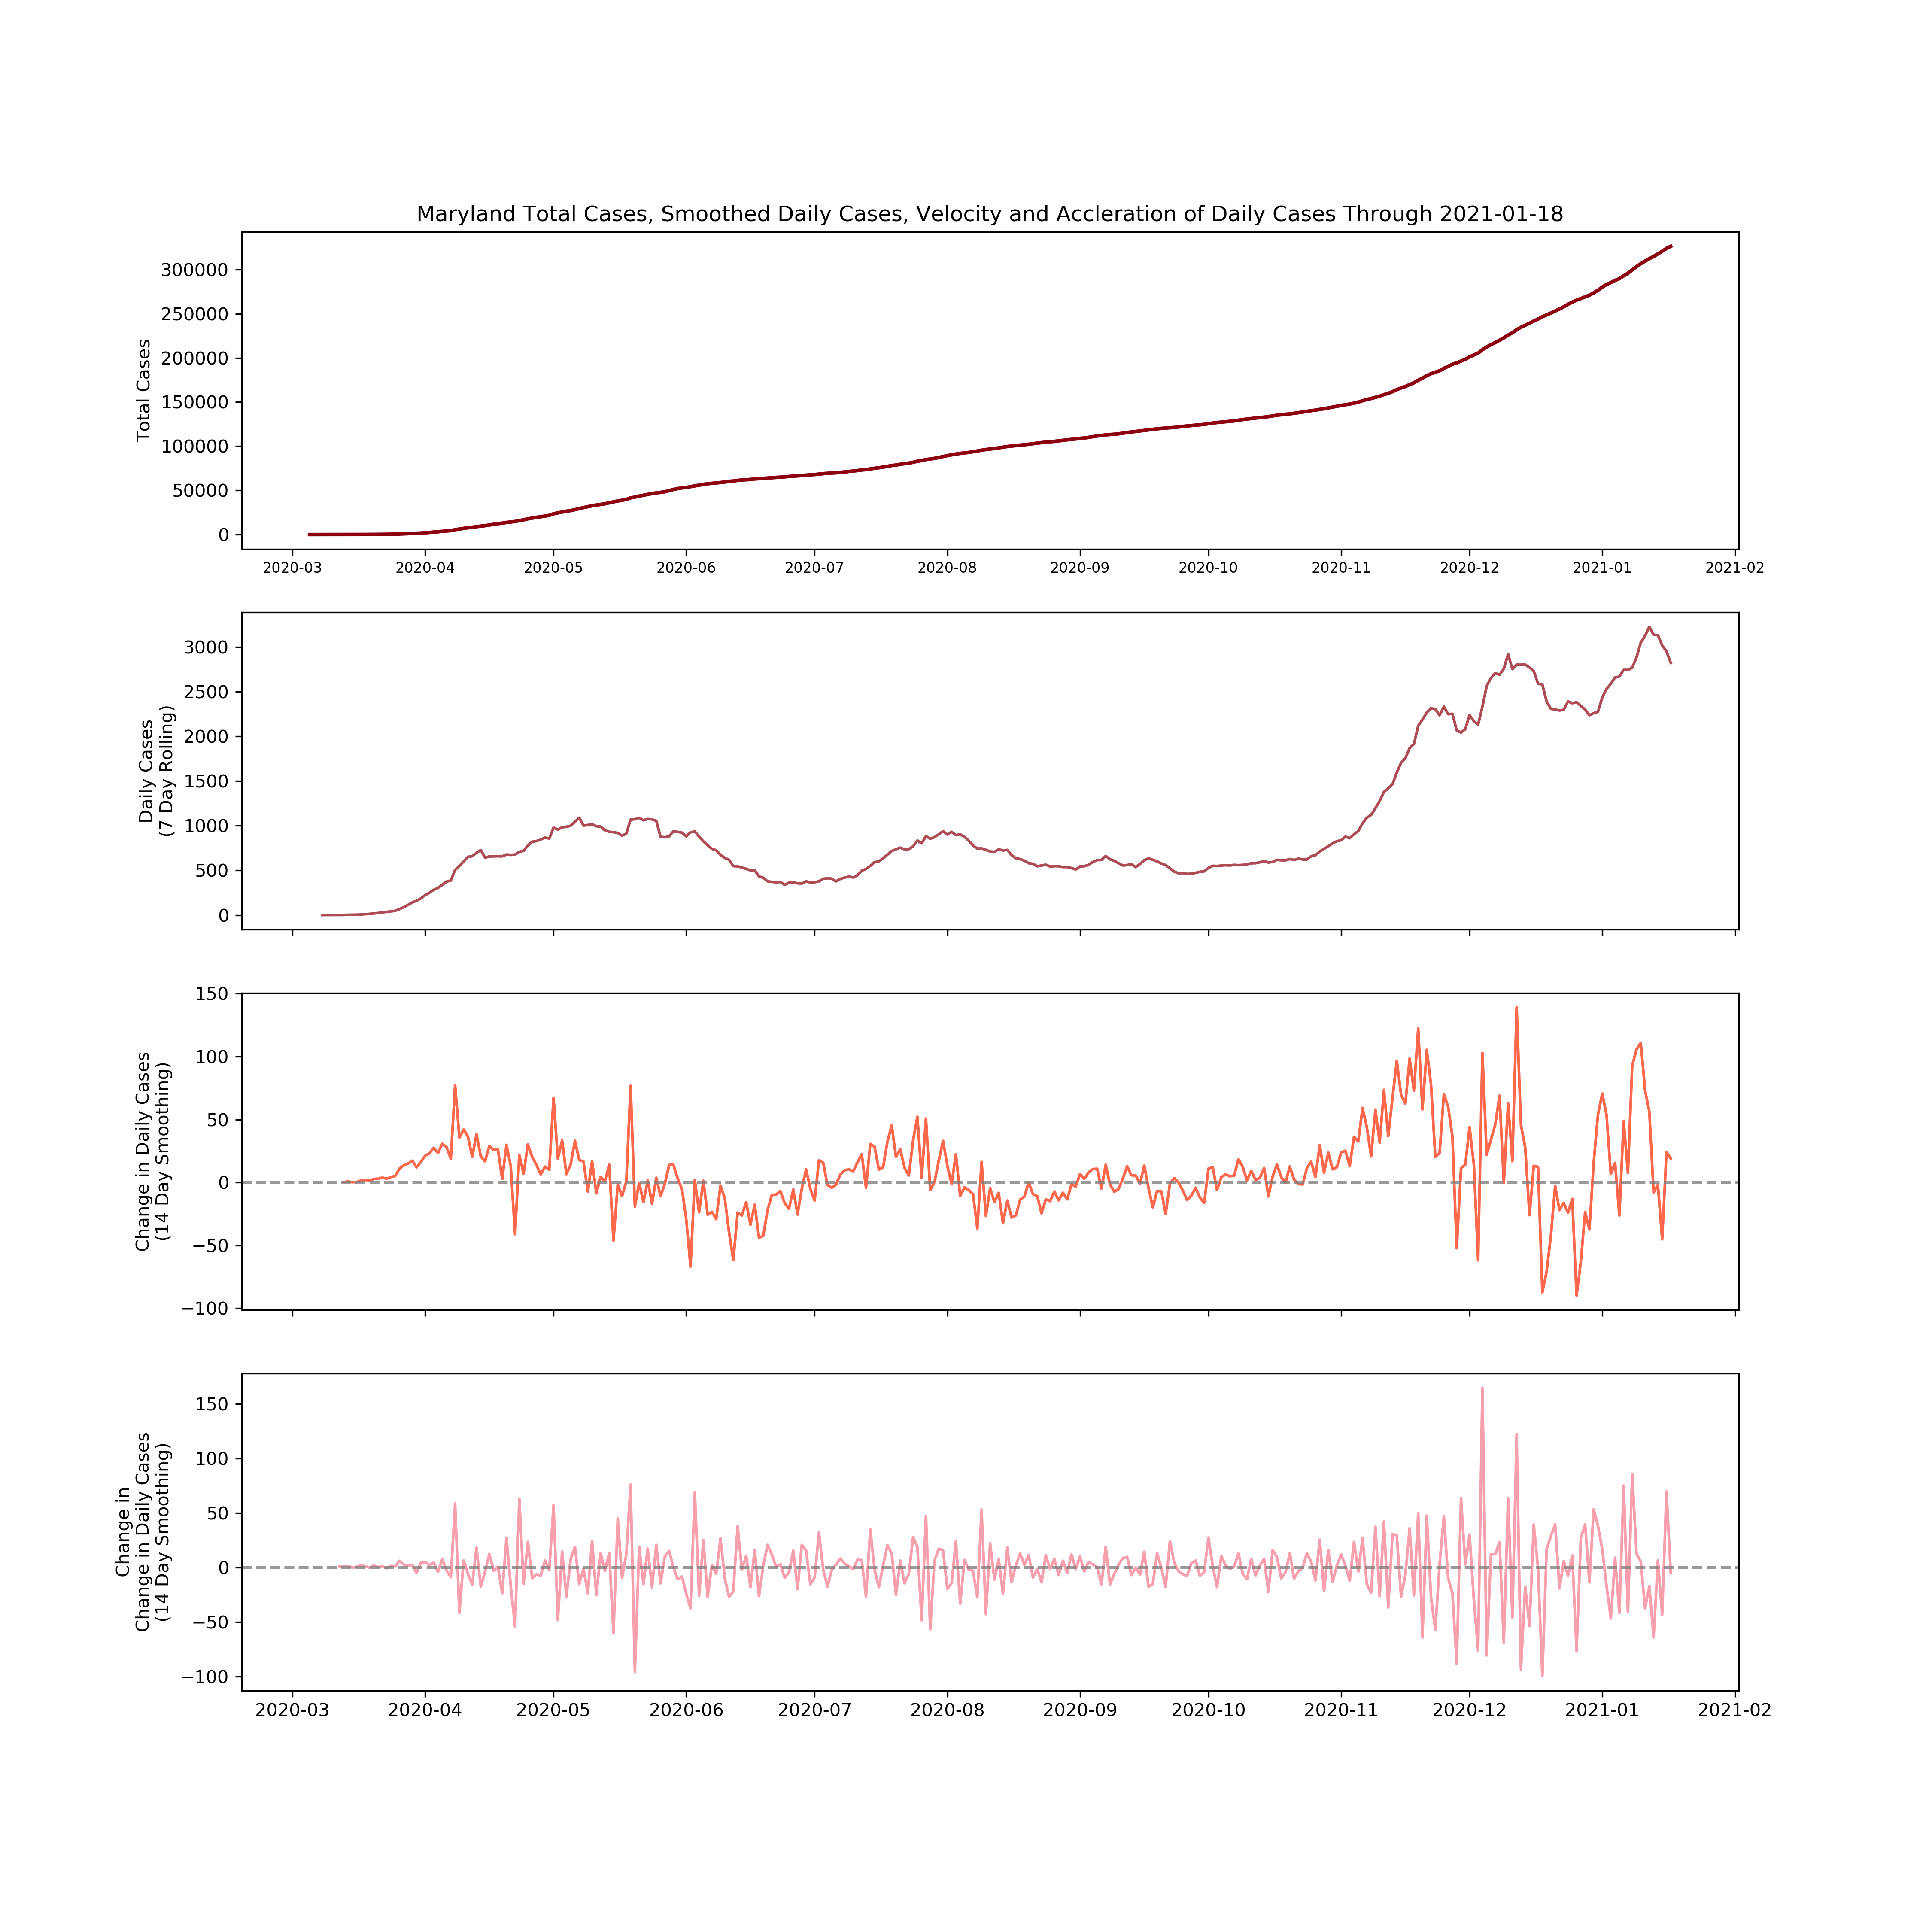 Maryland Total Cases, Smoothed Daily Cases, Velocity and Accleration of Daily Cases Through 2021-01-18
Total Cases
300000
250000
200000
150000
100000
50000
0
2020-03 2020-04 2020-05 2020-06 2020-07 2020-08 2020-09 2020-10 2020-11 2020-12 2021-01 2021-02
Daily Cases
(7 Day Rolling)
3000
2500
2000
1500
1000
500
0
Change in Daily Cases
(14 Day Smoothing)
150
100
50
0
−50
−100
Change in
Change in Daily Cases
(14 Day Smoothing)
150
100
50
0
−50
−100
2020-03 2020-04 2020-05 2020-06 2020-07 2020-08 2020-09 2020-10 2020-11 2020-12 2021-01 2021-02